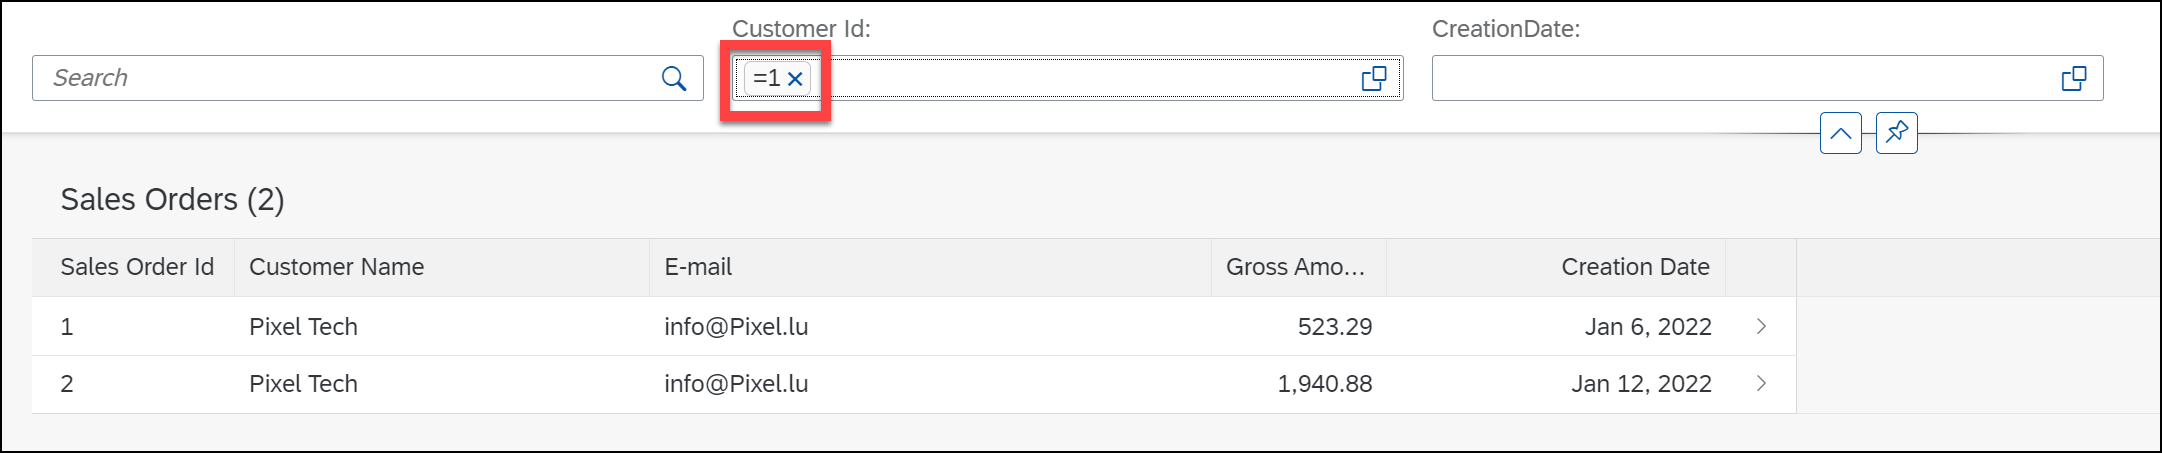 Customer Id:
CreationDate:
Search
=1
Sales Orders (2)
Sales Order Id Customer Name E-mail Gross Amo... Creation Date
1 Pixel Tech info@Pixel.lu 523.29 Jan 6, 2022
2 Pixel Tech info@Pixel.lu 1,940.88 Jan 12, 2022